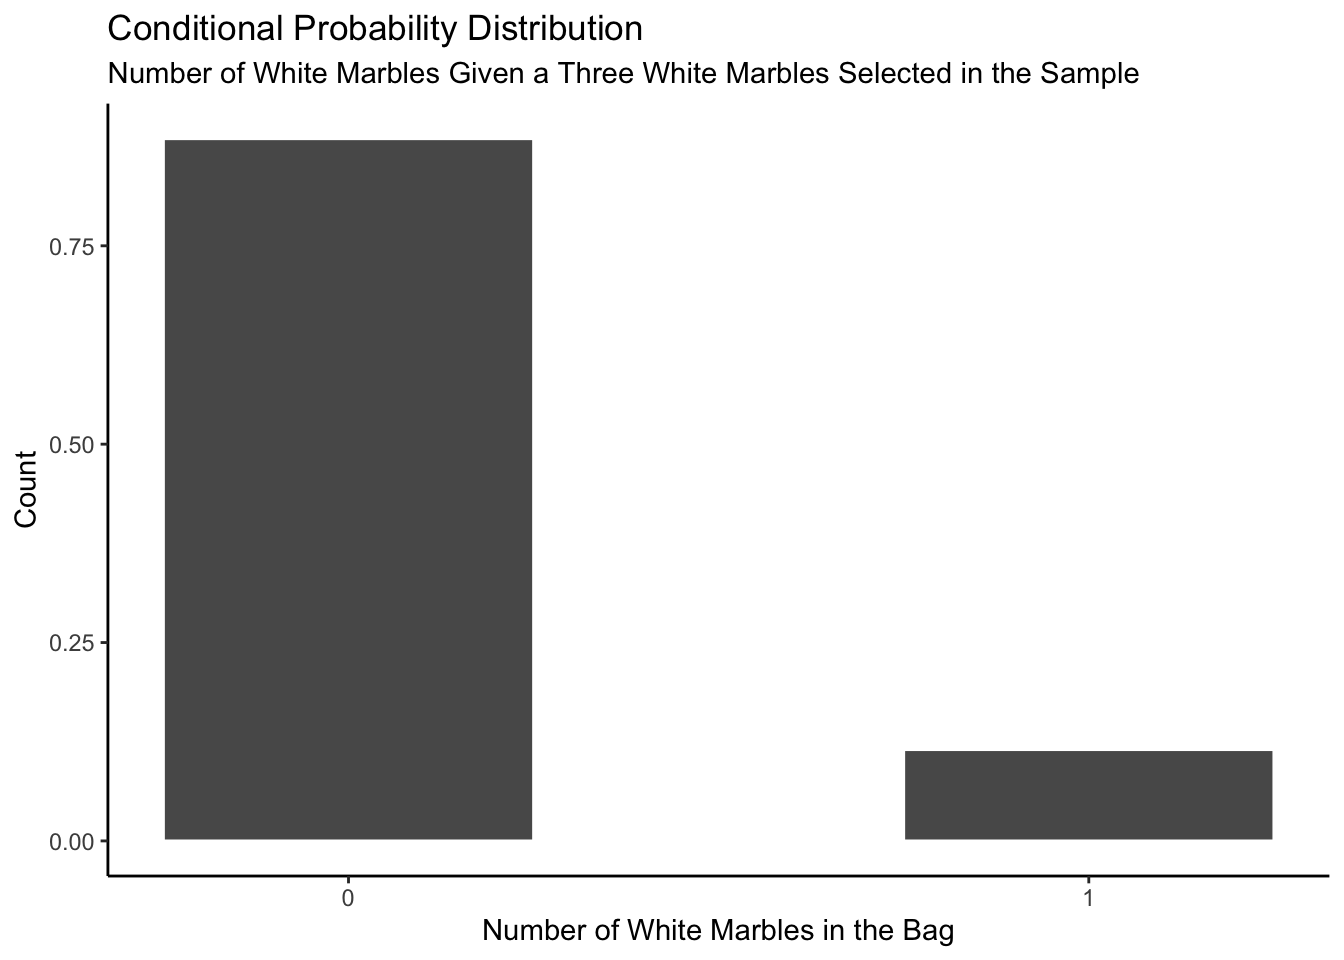 Conditional Probability Distribution
Number of White Marbles Given a Three White Marbles Selected in the Sample
Count
0.75
0.50
0.25
0.00
0
1
Number of White Marbles in the Bag